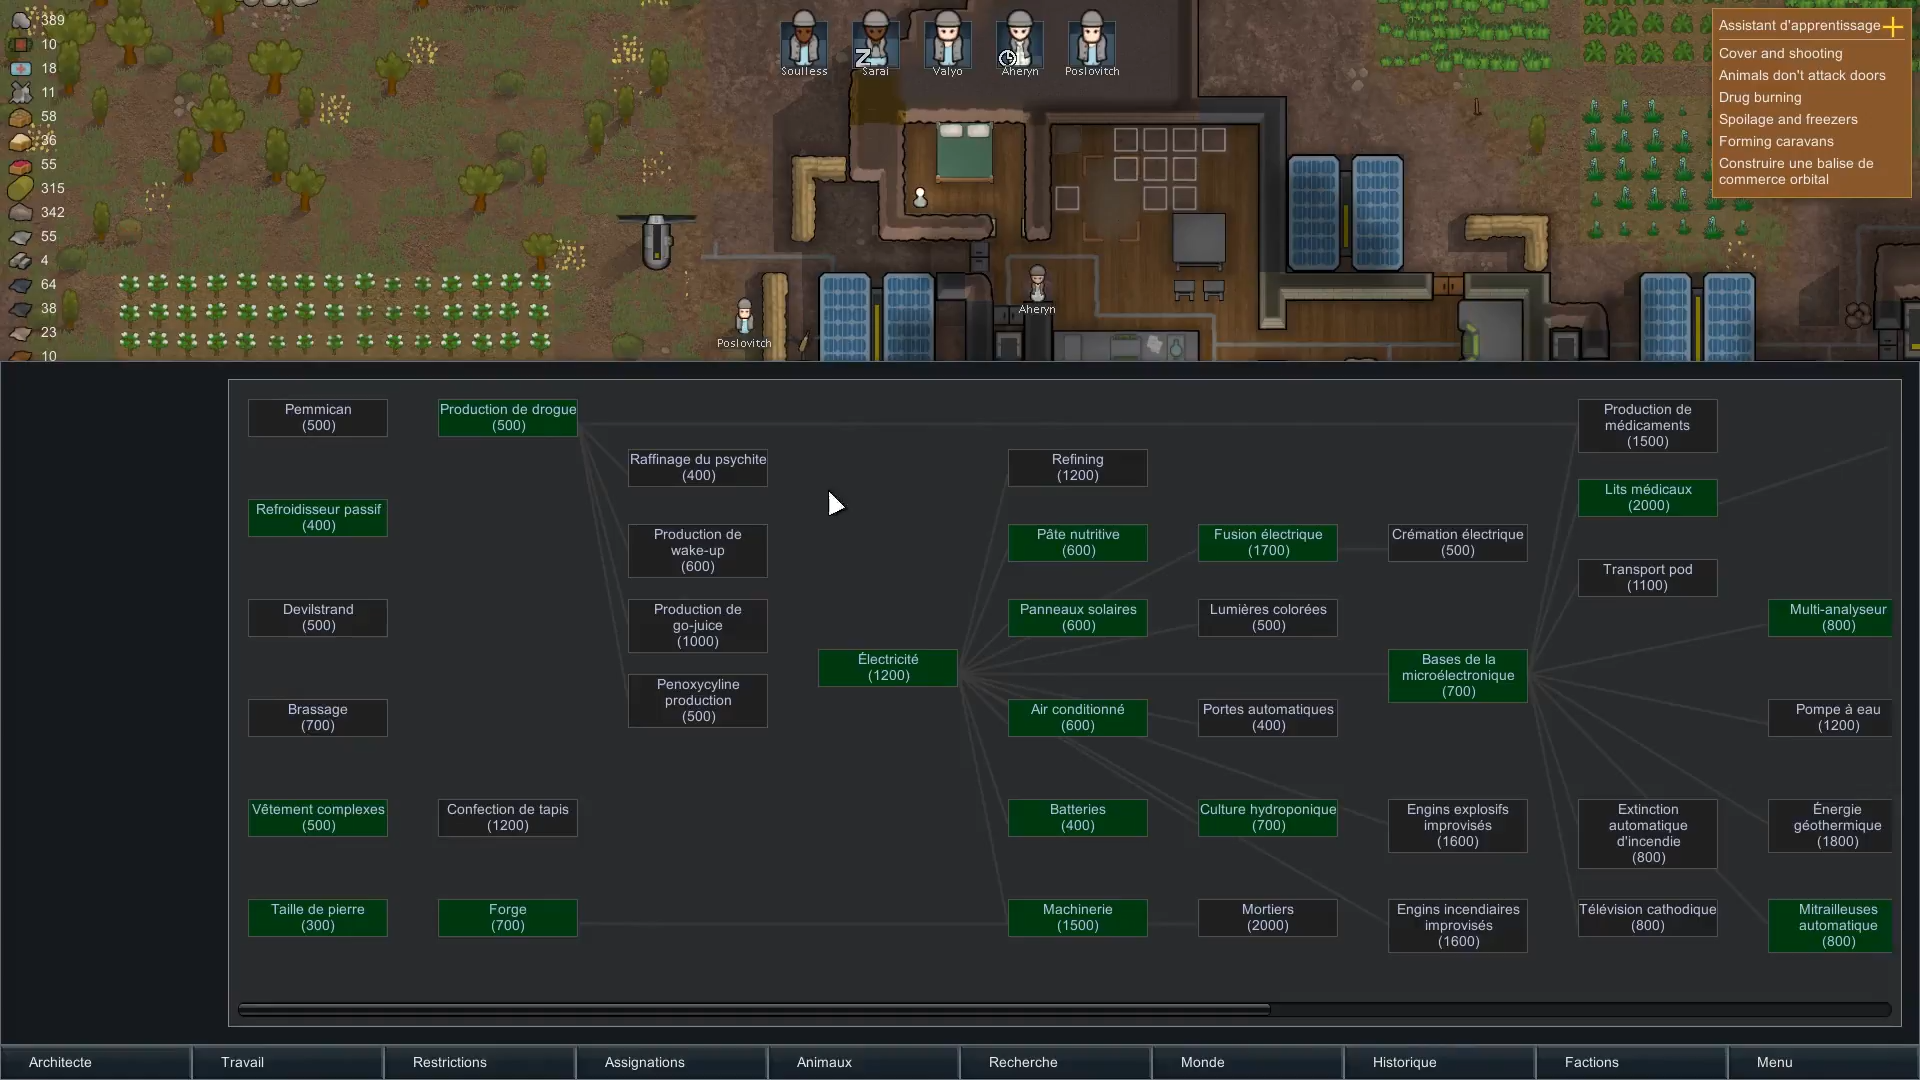 389
10
18
11
58
36
55
315
342
55
4
64
38
23
10
Soulless
Sarai
Valyo
Aheryn
Poslovitch
Assistant d'apprentissage
Cover and shooting
Animals don't attack doors
Drug burning
Spoilage and freezers
Forming caravans
Construire une balise de
commerce orbital
Aheryn
Poslovitch
Pemmican
(500)
Production de drogue
(500)
Production de
médicaments
(1500)
Raffinage du psychite
(400)
Refining
(1200)
Lits médicaux
(2000)
Refroidisseur passif
(400)
Production de
wake-up
(600)
Pâte nutritive
(600)
Fusion électrique
(1700)
Crémation électrique
(500)
Transport pod
(1100)
Devilstrand
(500)
Production de
go-juice
(1000)
Panneaux solaires
(600)
Lumières colorées
(500)
Multi-analyseur
(800)
Électricité
(1200)
Bases de la
microélectronique
(700)
Penoxycyline
production
(500)
Brassage
(700)
Air conditionné
(600)
Portes automatiques
(400)
Pompe à eau
(1200)
Vêtement complexes
(500)
Confection de tapis
(1200)
Batteries
(400)
Culture hydroponique
(700)
Engins explosifs
improvisés
(1600)
Extinction
automatique
d'incendie
(800)
Énergie
géothermique
(1800)
Taille de pierre
(300)
Forge
(700)
Machinerie
(1500)
Mortiers
(2000)
Engins incendiaires
improvisés
(1600)
Télévision cathodique
(800)
Mitrailleuses
automatique
(800)
Architecte
Travail
Restrictions
Assignations
Animaux
Recherche
Monde
Historique
Factions
Menu